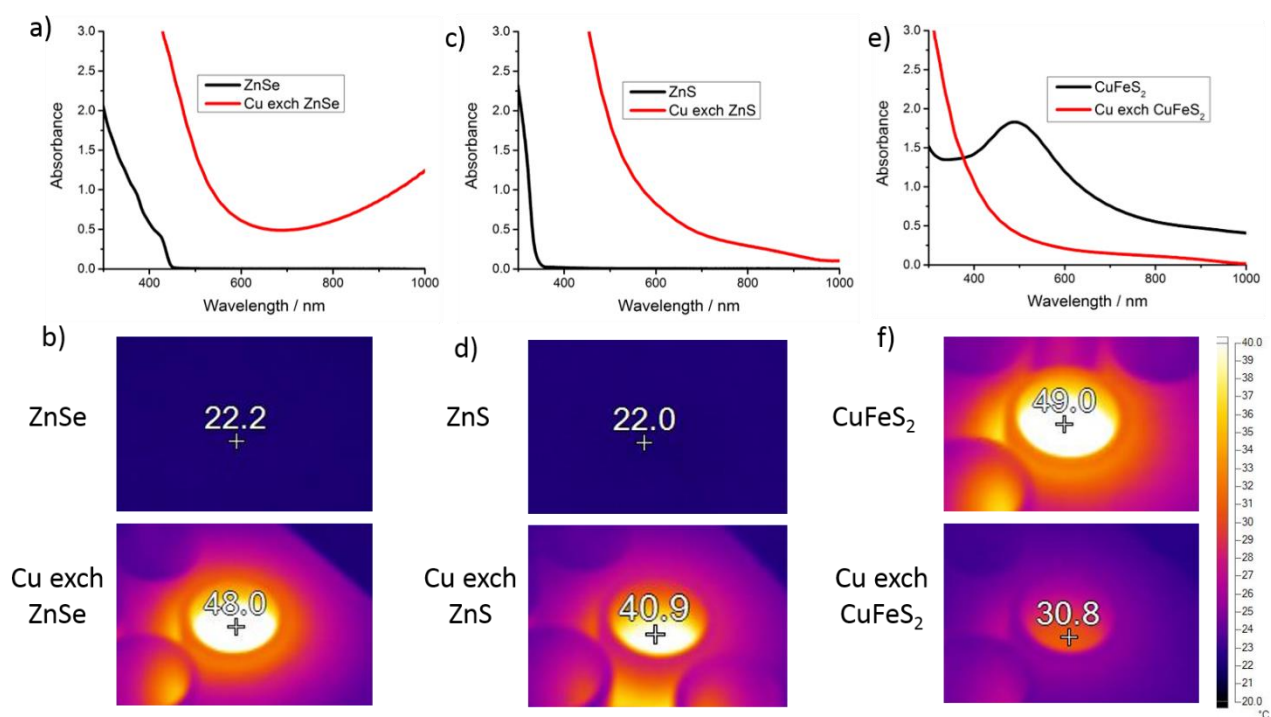 a)
3.0
2.5
2.0
1.5
1.0
0.5
0.0
Absorbance
ZnSe
Cu exch ZnSe
400
600
800
1000
Wavelength / nm
c)
3.0
2.5
2.0
1.5
1.0
0.5
0.0
Absorbance
ZnS
Cu exch ZnS
400
600
800
1000
Wavelength / nm
e)
3.0
2.5
2.0
1.5
1.0
0.5
0.0
Absorbance
CuFeS₂
Cu exch CuFeS₂
400
600
800
1000
Wavelength / nm
b)
ZnSe
22.2
Cu exch
ZnSe
48.0
d)
ZnS
22.0
Cu exch
ZnS
40.9
f)
CuFeS₂
49.0
Cu exch
CuFeS₂
30.8
40.0
39
38
37
36
35
34
33
32
31
30
29
28
27
26
25
24
23
22
21
20.0
°C